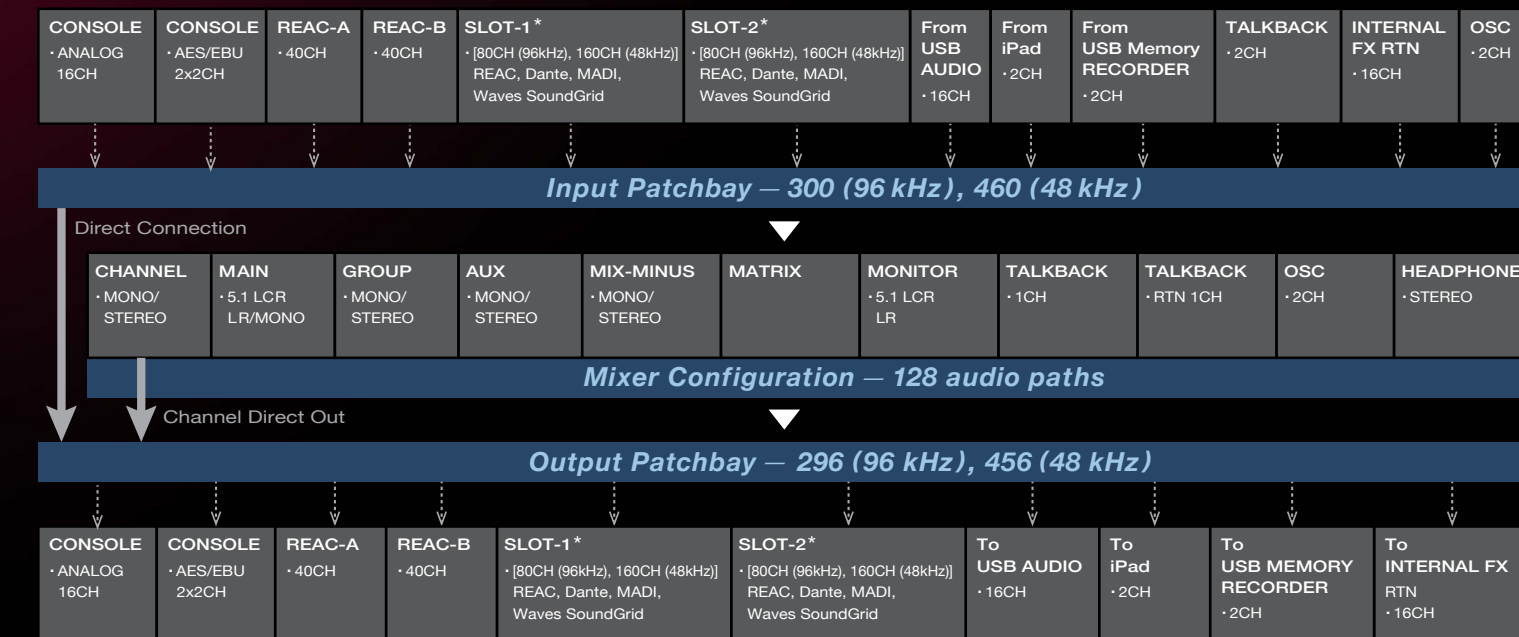 CONSOLE
・ANALOG
16CH
CONSOLE
・AES/EBU
2x2CH
REAC-A
・40CH
REAC-B
・40CH
SLOT-1*
・[80CH (96kHz), 160CH (48kHz)]
REAC, Dante, MADI,
Waves SoundGrid
SLOT-2*
・[80CH (96kHz), 160CH (48kHz)]
REAC, Dante, MADI,
Waves SoundGrid
From
USB
AUDIO
・16CH
From
iPad
・2CH
From
USB Memory
RECORDER
・2CH
TALKBACK
・2CH
INTERNAL
FX RTN
・16CH
OSC
・2CH
Input Patchbay — 300 (96 kHz), 460 (48 kHz)
Direct Connection
CHANNEL
・MONO/
STEREO
MAIN
・5.1 LCR
LR/MONO
GROUP
・MONO/
STEREO
AUX
・MONO/
STEREO
MIX-MINUS
・MONO/
STEREO
MATRIX
MONITOR
・5.1 LCR
LR
TALKBACK
・1CH
TALKBACK
・RTN 1CH
OSC
・2CH
HEADPHONE
・STEREO
Mixer Configuration — 128 audio paths
Channel Direct Out
Output Patchbay — 296 (96 kHz), 456 (48 kHz)
CONSOLE
・ANALOG
16CH
CONSOLE
・AES/EBU
2x2CH
REAC-A
・40CH
REAC-B
・40CH
SLOT-1*
・[80CH (96kHz), 160CH (48kHz)]
REAC, Dante, MADI,
Waves SoundGrid
SLOT-2*
・[80CH (96kHz), 160CH (48kHz)]
REAC, Dante, MADI,
Waves SoundGrid
To
USB AUDIO
・16CH
To
iPad
・2CH
To
USB MEMORY
RECORDER
・2CH
To
INTERNAL FX
RTN
・16CH